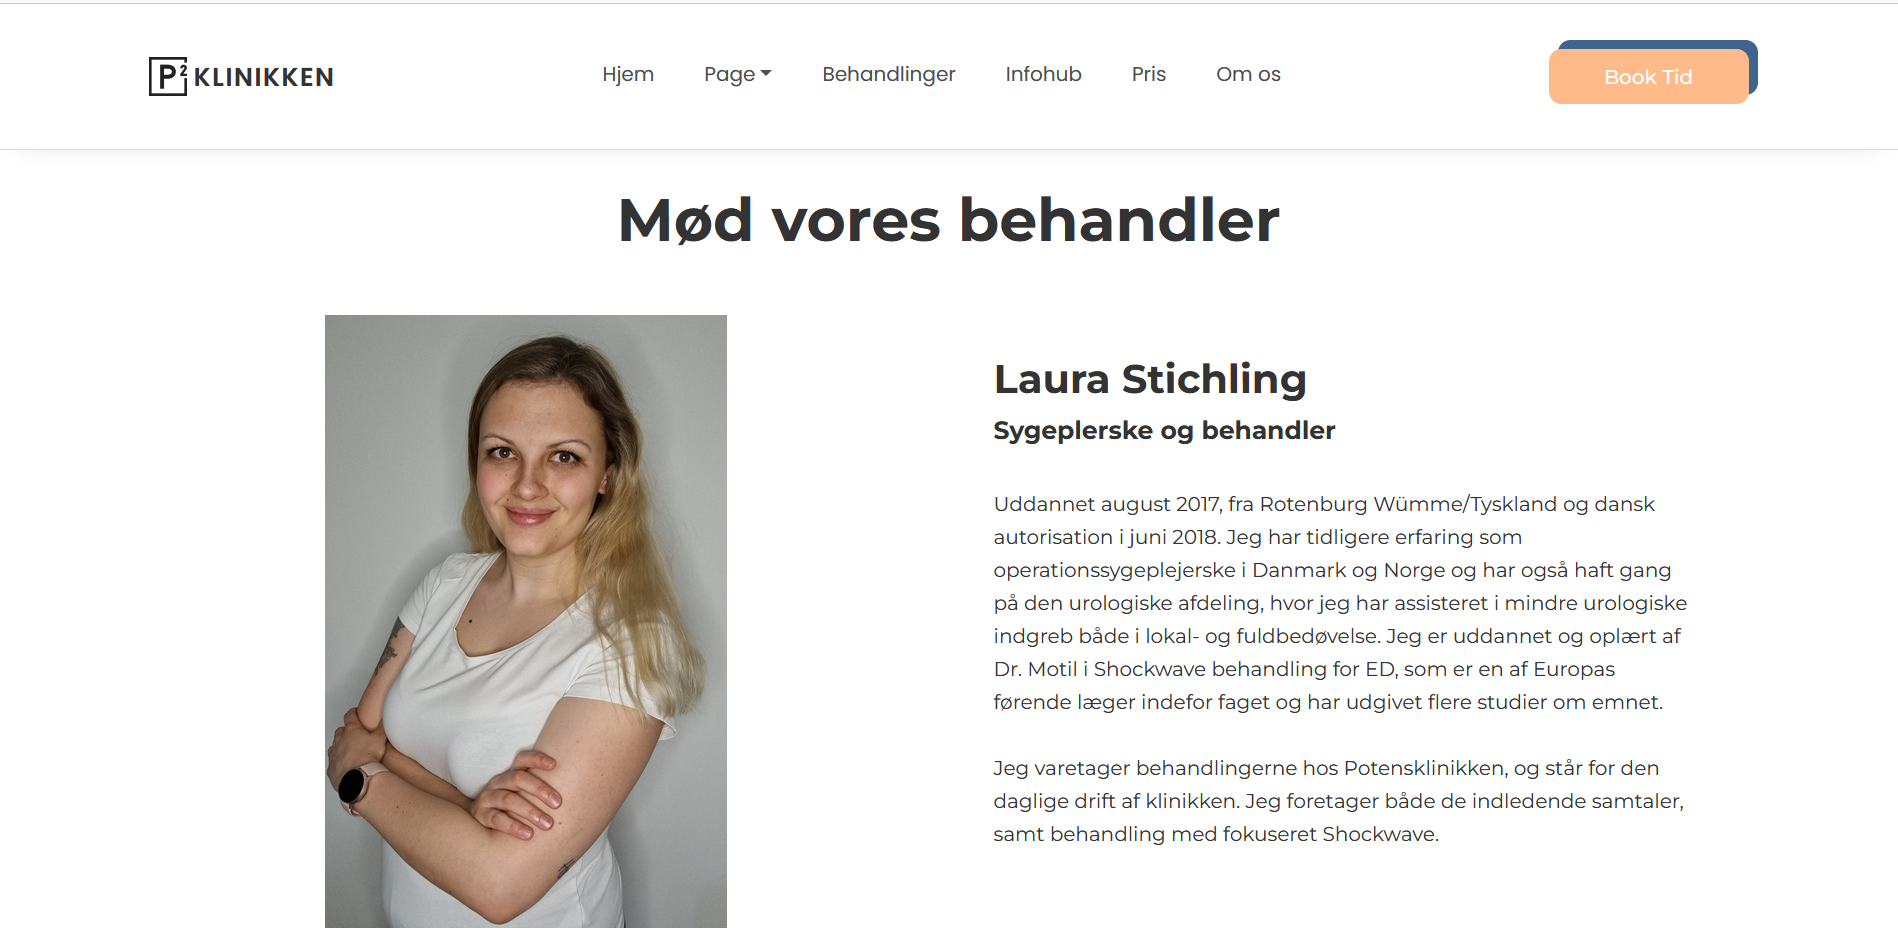 P² KLINIKKEN
Hjem Page Behandlinger Infohub Pris Om os
Book Tid
Mød vores behandler
Laura Stichling
Sygeplerske og behandler
Uddannet august 2017, fra Rotenburg Wümme/Tyskland og dansk
autorisation i juni 2018. Jeg har tidligere erfaring som
operationssygeplejerske i Danmark og Norge og har også haft gang
på den urologiske afdeling, hvor jeg har assisteret i mindre urologiske
indgreb både i lokal- og fuldbedøvelse. Jeg er uddannet og oplært af
Dr. Motil i Shockwave behandling for ED, som er en af Europas
førende læger indefor faget og har udgivet flere studier om emnet.
Jeg varetager behandlingerne hos Potensklinikken, og står for den
daglige drift af klinikken. Jeg foretager både de indledende samtaler,
samt behandling med fokuseret Shockwave.